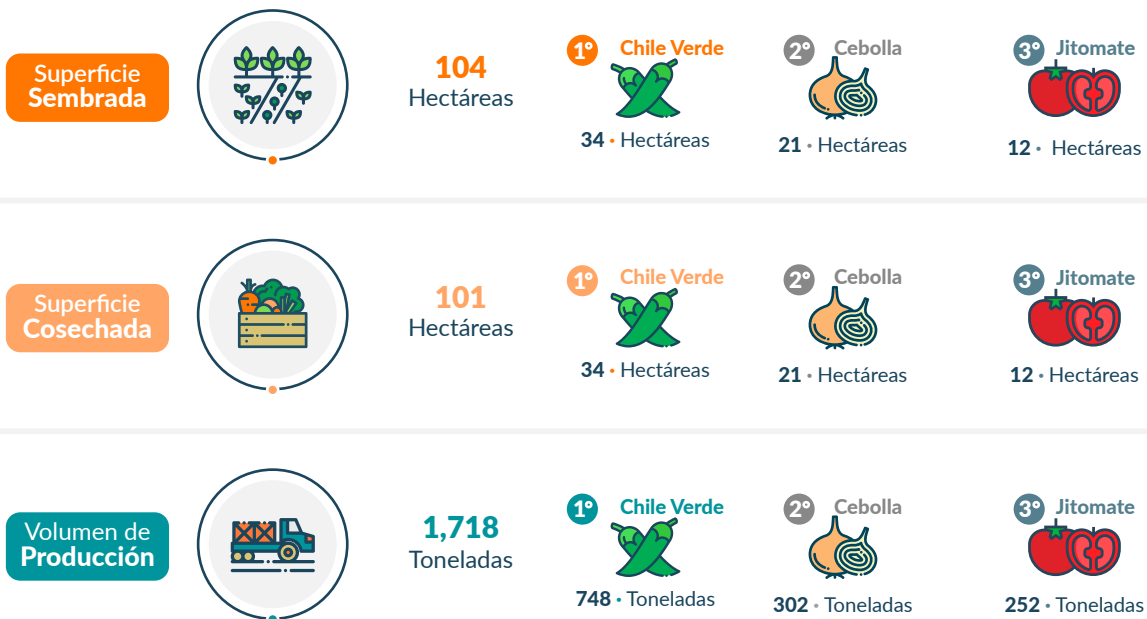 Superficie
Sembrada
104
Hectáreas
1° Chile Verde
34 · Hectáreas
2° Cebolla
21 · Hectáreas
3° Jitomate
12 · Hectáreas
Superficie
Cosechada
101
Hectáreas
1° Chile Verde
34 · Hectáreas
2° Cebolla
21 · Hectáreas
3° Jitomate
12 · Hectáreas
Volumen de
Producción
1,718
Toneladas
1° Chile Verde
748 · Toneladas
2° Cebolla
302 · Toneladas
3° Jitomate
252 · Toneladas